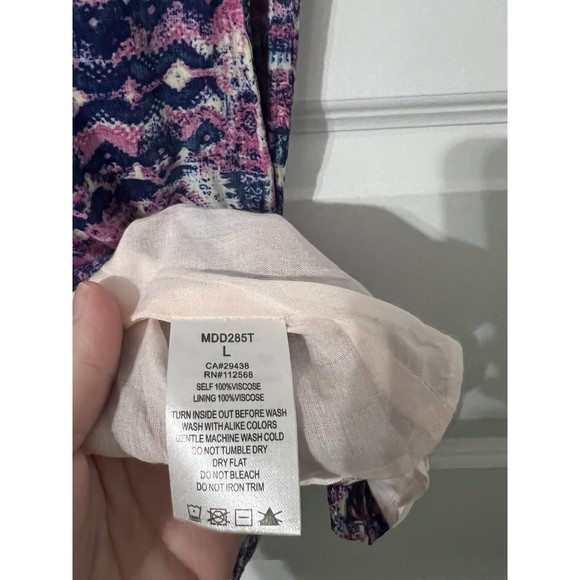 MDD285T
L
CA#29438
RN#112568
SELF 100%VISCOSE
LINING 100%VISCOSE
TURN INSIDE OUT BEFORE WASH
WASH WITH ALIKE COLORS
GENTLE MACHINE WASH COLD
DO NOT TUMBLE DRY
DRY FLAT
DO NOT BLEACH
DO NOT IRON TRIM